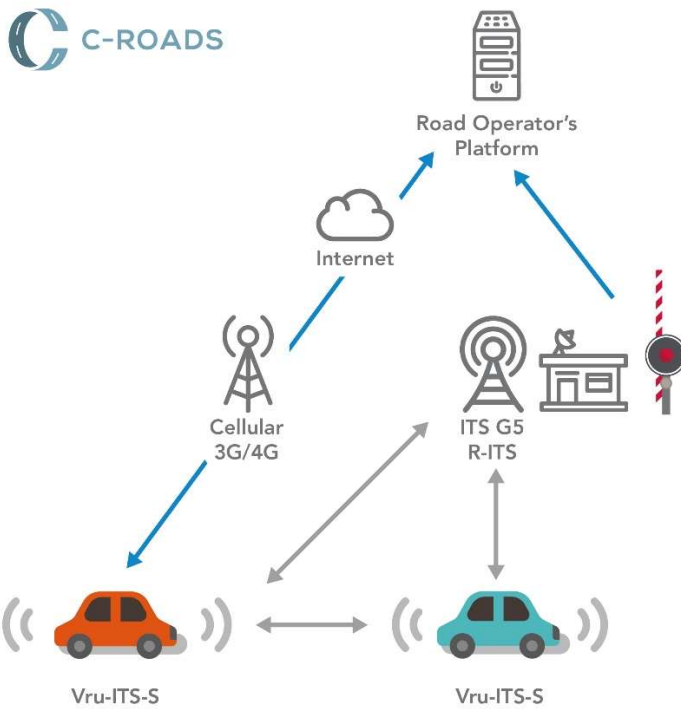 C-ROADS
Road Operator's
Platform
Internet
Cellular
3G/4G
ITS G5
R-ITS
Vru-ITS-S
Vru-ITS-S